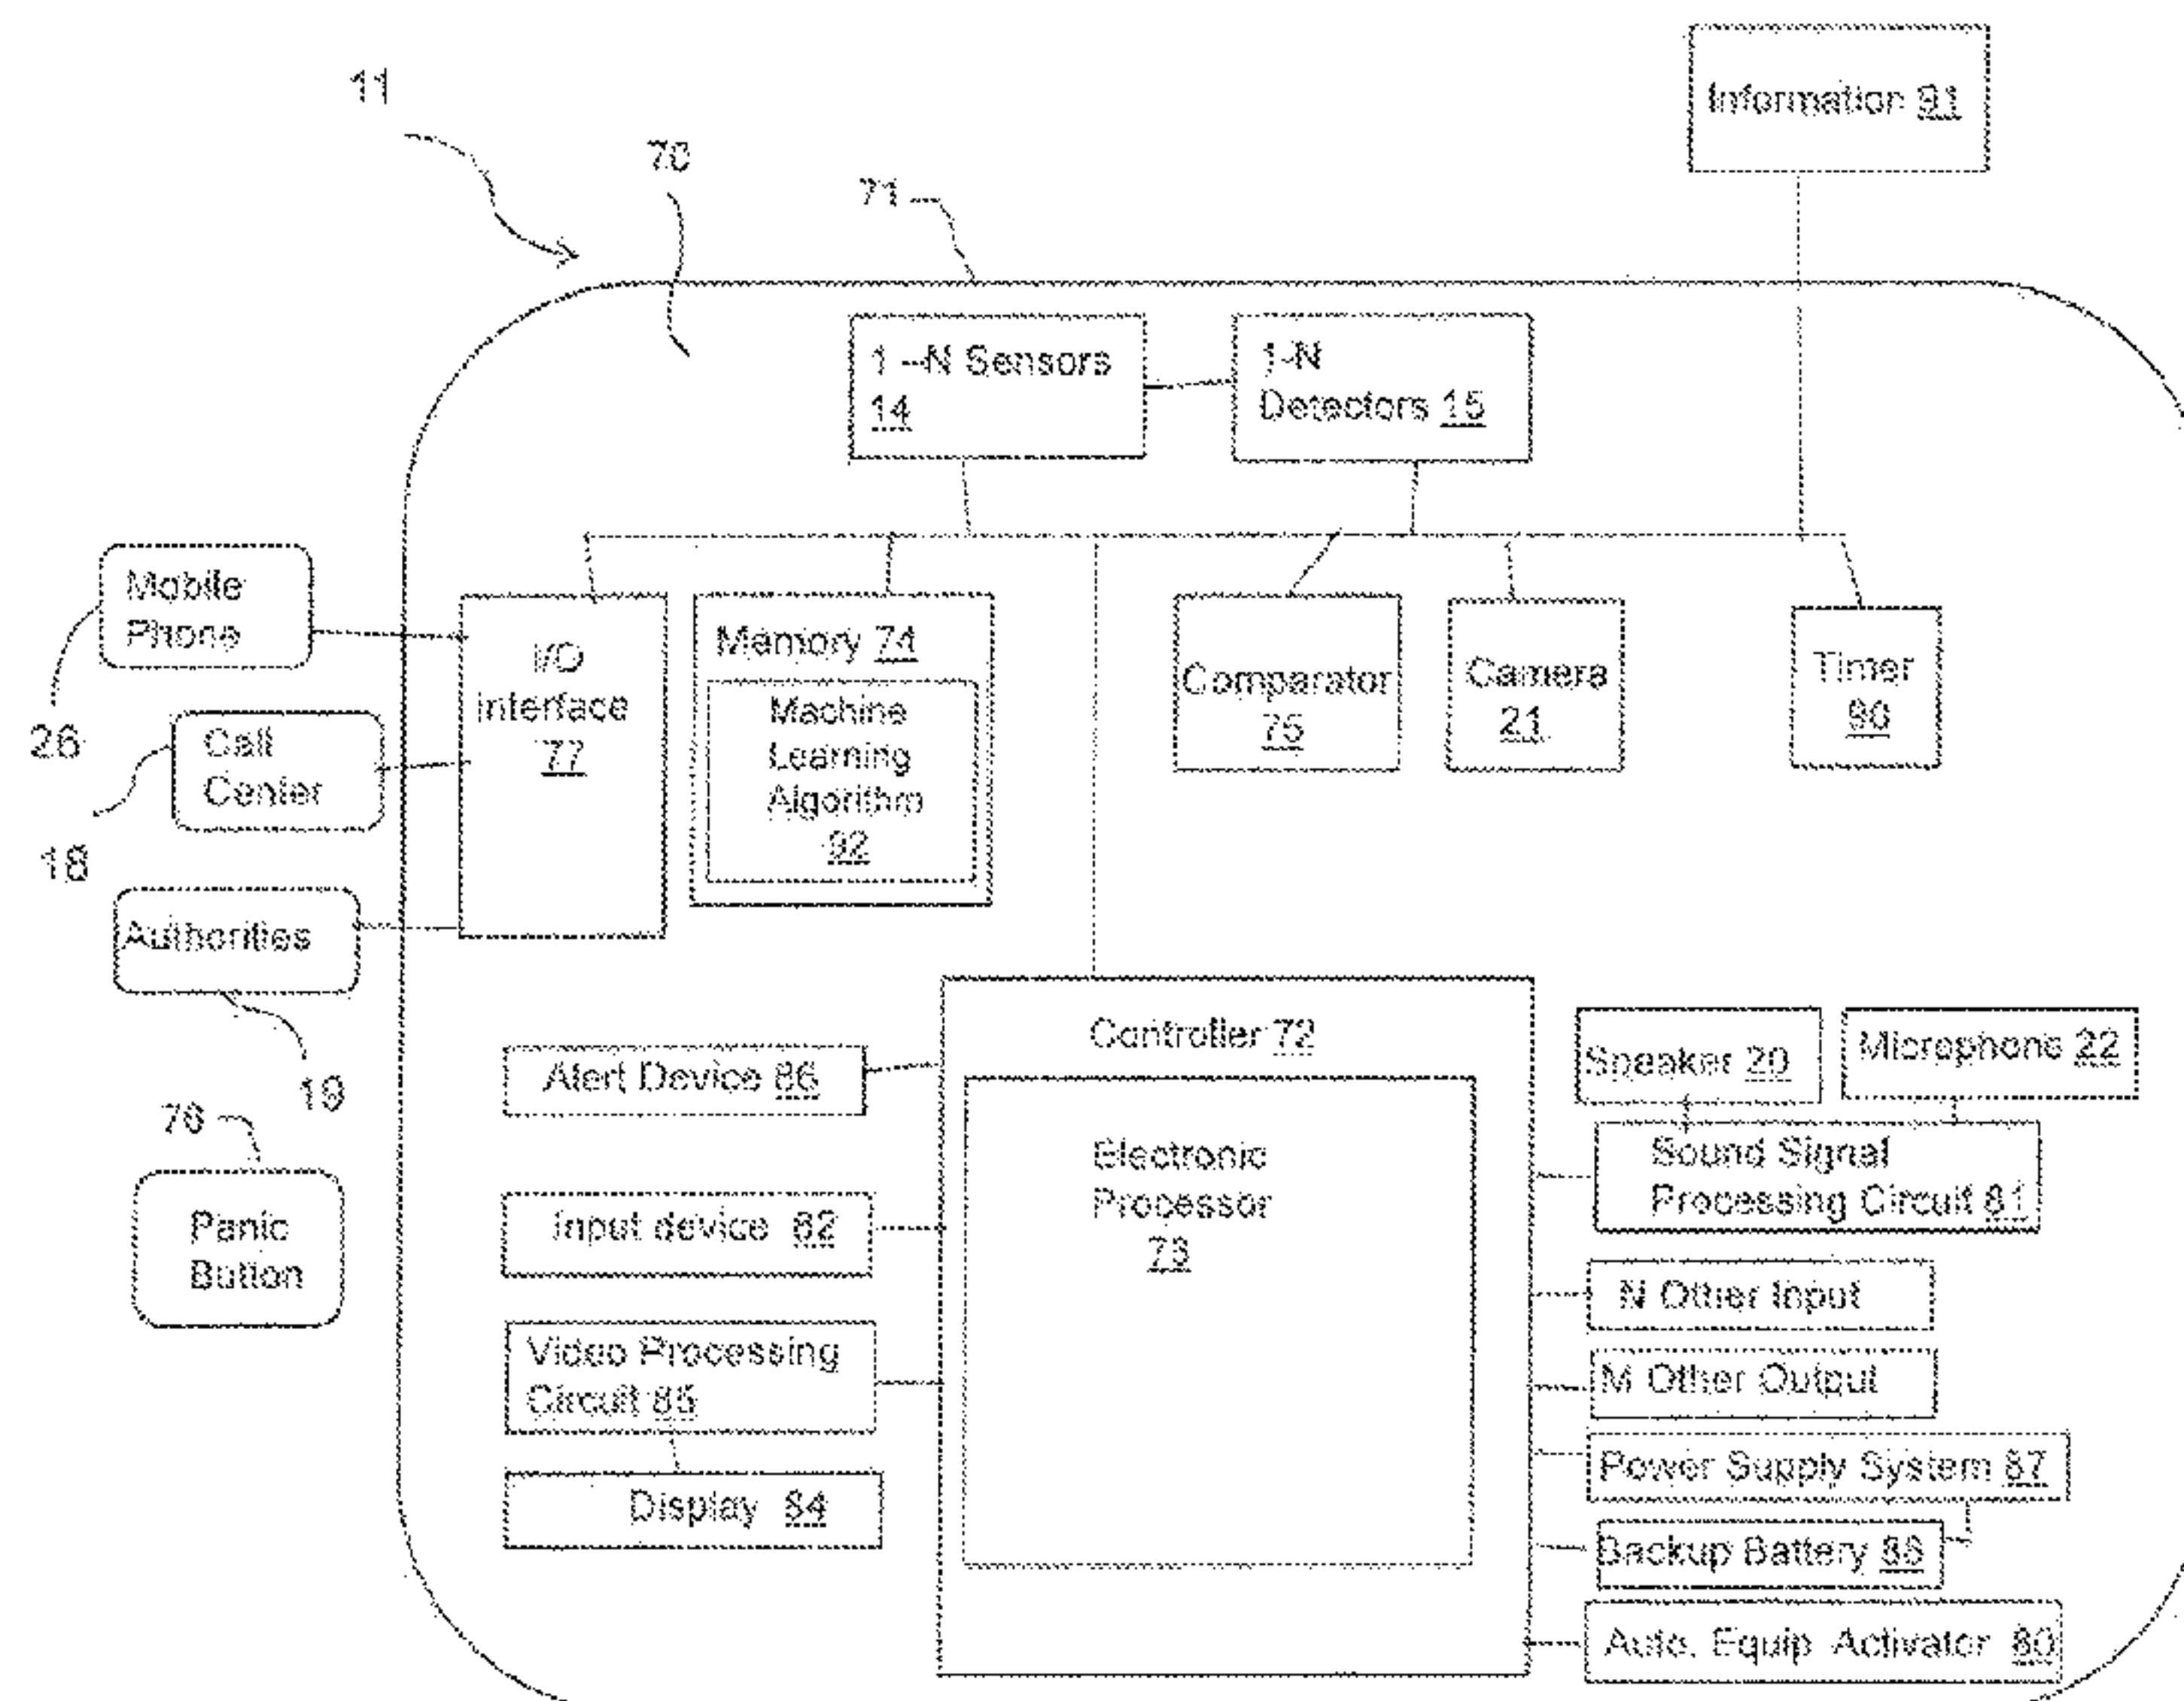 11
70
71
Information 91
1 --N Sensors
14
1-N
Detectors 15
Mobile
Phone
26
Call
Center
18
Authorities
19
76
Panic
Button
I/O
interface
77
Memory 74
Machine
Learning
Algorithm
92
Comparator
75
Camera
21
Timer
90
Controller 72
Electronic
Processor
73
Alert Device 86
Input device 82
Video Processing
Circuit 85
Display 84
Speaker 20
Microphone 22
Sound Signal
Processing Circuit 81
N Other Input
M Other Output
Power Supply System 87
Backup Battery 88
Auto. Equip Activator 80